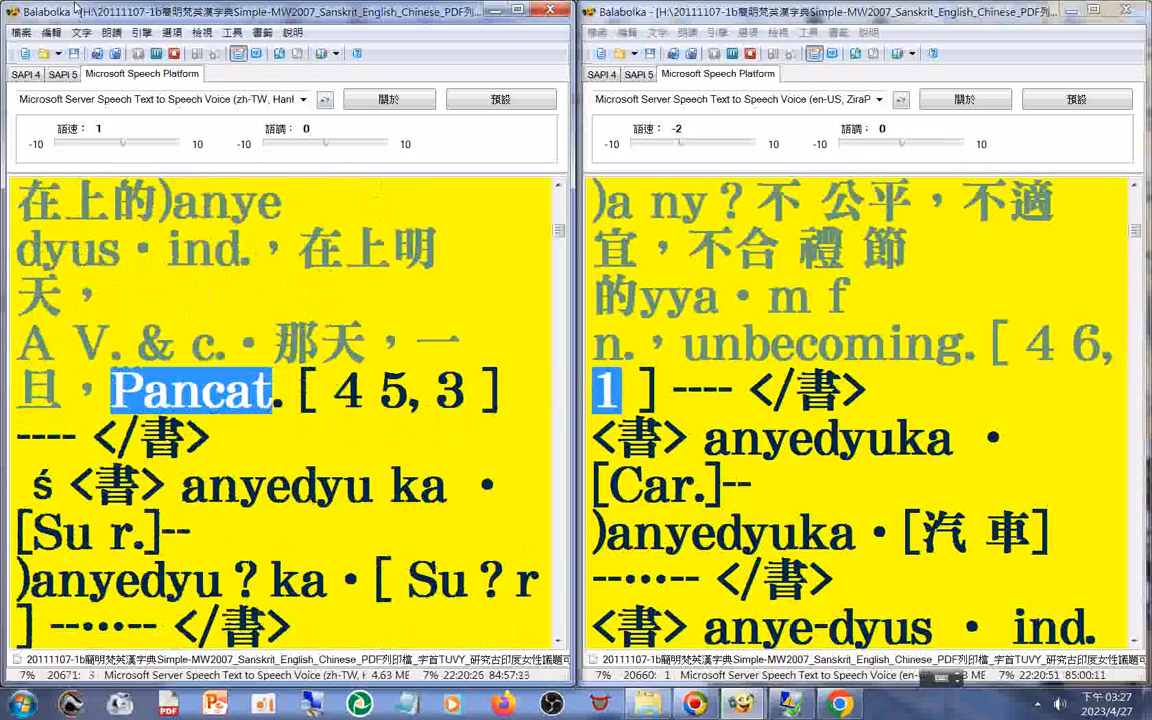 Balabolka - [H:\20111107-1b簡明梵英漢字典Simple-MW2007_Sanskrit_English_Chinese_PDF列...
檔案 編輯 文字 朗讀 引擎 選項 檢視 工具 書籤 說明
SAPI 4 SAPI 5 Microsoft Speech Platform
Microsoft Server Speech Text to Speech Voice (zh-TW, Hanl 關於 預設
語速： 1 語調： 0
-10 10 -10 10
在上的)anye
dyus‧ind.，在上明
天，
A V. & c.‧那天，一
旦，Pancat. [ 4 5, 3 ]
---- </書>
ś <書> anyedyu ka ‧
[Su r.]--
)anyedyu？ka‧[ Su？r
] --‧‧‧-- </書>
20111107-1b簡明梵英漢字典Simple-MW2007_Sanskrit_English_Chinese_PDF列印檔_字首TUVY_研究古印度女性議題可
7% 20671: 3 Microsoft Server Speech Text to Speech Voice (zh-TW, H 4.63 ME 7% 22:20:25 84:57:13
Balabolka - [H:\20111107-1b簡明梵英漢字典Simple-MW2007_Sanskrit_English_Chinese_PDF列...
檔案 編輯 文字 朗讀 引擎 選項 檢視 工具 書籤 說明
SAPI 4 SAPI 5 Microsoft Speech Platform
Microsoft Server Speech Text to Speech Voice (en-US, ZiraP 關於 預設
語速： -2 語調： 0
-10 10 -10 10
)a ny？不 公平，不適
宜，不合 禮 節
的yya‧m f
n.，unbecoming. [ 4 6,
1 ] ---- </書>
<書> anyedyuka ‧
[Car.]--
)anyedyuka‧[汽 車]
--‧‧‧-- </書>
<書> anye-dyus ‧ ind.
20111107-1b簡明梵英漢字典Simple-MW2007_Sanskrit_English_Chinese_PDF列印檔_字首TUVY_研究古印度女性議題可
7% 20660: 1 Microsoft Server Speech Text to Speech Voice (en-US, Z 4.63 ME 7% 22:20:51 85:00:11
PDF
下午 03:27
2023/4/27